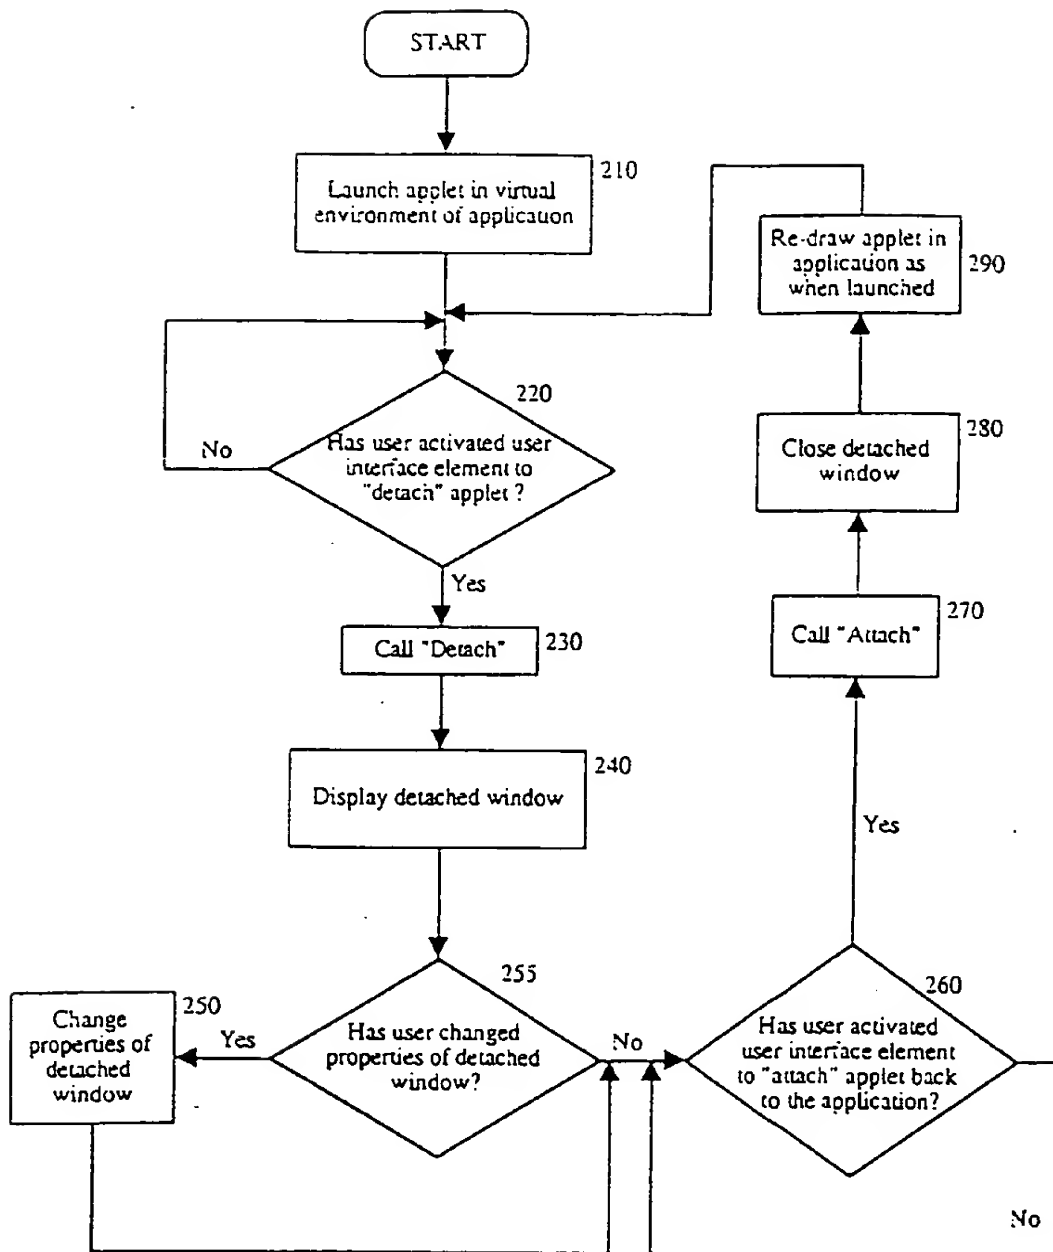 START
210
Launch applet in virtual
environment of application
Re-draw applet in
application as
when launched
290
220
Has user activated user
interface element to
"detach" applet ?
No
Close detached
window
280
Yes
Call "Detach"
230
Call "Attach"
270
240
Display detached window
Yes
255
Has user changed
properties of detached
window?
250
Change
properties of
detached
window
Yes
No
260
Has user activated
user interface element
to "attach" applet back
to the application?
No